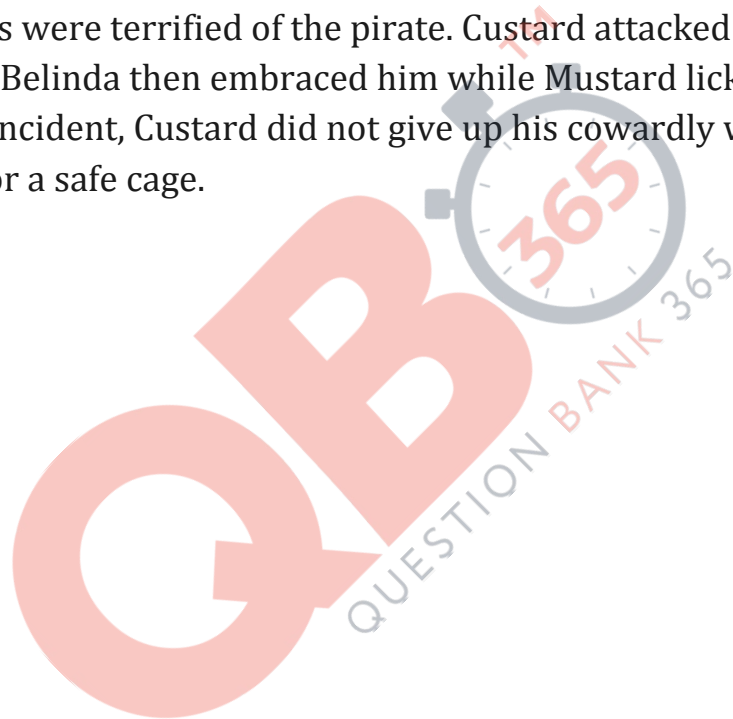 s were terrified of the pirate. Custard attacked
Belinda then embraced him while Mustard lick
ncident, Custard did not give up his cowardly
or a safe cage.
TM
365
QB
QUESTION BANK 365